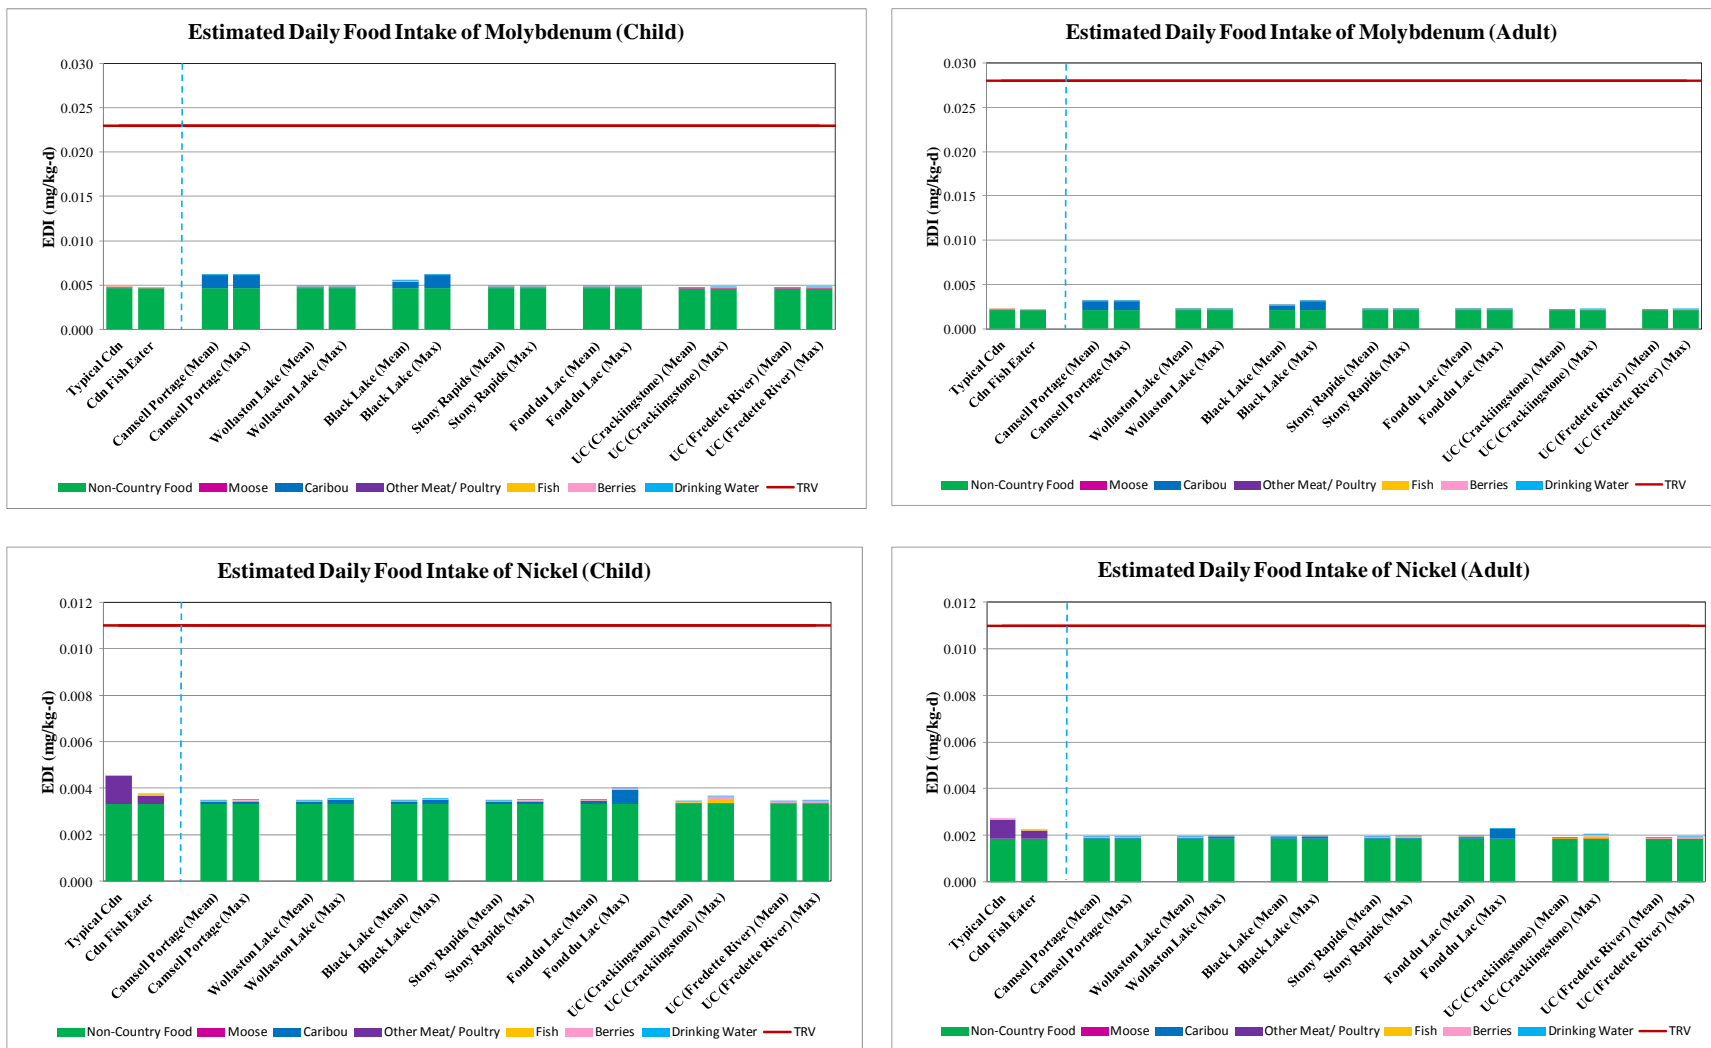 Estimated Daily Food Intake of Molybdenum (Child)
EDI (mg/kg-d)
0.030
0.025
0.020
0.015
0.010
0.005
0.000
Typical Cdn
Cdn Fish Eater
Camsell Portage (Mean)
Camsell Portage (Max)
Wollaston Lake (Mean)
Wollaston Lake (Max)
Black Lake (Mean)
Black Lake (Max)
Stony Rapids (Mean)
Stony Rapids (Max)
Fond du Lac (Mean)
Fond du Lac (Max)
UC (Crackiingstone) (Mean)
UC (Crackiingstone) (Max)
UC (Fredette River) (Mean)
UC (Fredette River) (Max)
Non-Country Food Moose Caribou Other Meat/ Poultry Fish Berries Drinking Water TRV
Estimated Daily Food Intake of Molybdenum (Adult)
EDI (mg/kg-d)
0.030
0.025
0.020
0.015
0.010
0.005
0.000
Typical Cdn
Cdn Fish Eater
Camsell Portage (Mean)
Camsell Portage (Max)
Wollaston Lake (Mean)
Wollaston Lake (Max)
Black Lake (Mean)
Black Lake (Max)
Stony Rapids (Mean)
Stony Rapids (Max)
Fond du Lac (Mean)
Fond du Lac (Max)
UC (Crackiingstone) (Mean)
UC (Crackiingstone) (Max)
UC (Fredette River) (Mean)
UC (Fredette River) (Max)
Non-Country Food Moose Caribou Other Meat/ Poultry Fish Berries Drinking Water TRV
Estimated Daily Food Intake of Nickel (Child)
EDI (mg/kg-d)
0.012
0.010
0.008
0.006
0.004
0.002
0.000
Typical Cdn
Cdn Fish Eater
Camsell Portage (Mean)
Camsell Portage (Max)
Wollaston Lake (Mean)
Wollaston Lake (Max)
Black Lake (Mean)
Black Lake (Max)
Stony Rapids (Mean)
Stony Rapids (Max)
Fond du Lac (Mean)
Fond du Lac (Max)
UC (Crackiingstone) (Mean)
UC (Crackiingstone) (Max)
UC (Fredette River) (Mean)
UC (Fredette River) (Max)
Non-Country Food Moose Caribou Other Meat/ Poultry Fish Berries Drinking Water TRV
Estimated Daily Food Intake of Nickel (Adult)
EDI (mg/kg-d)
0.012
0.010
0.008
0.006
0.004
0.002
0.000
Typical Cdn
Cdn Fish Eater
Camsell Portage (Mean)
Camsell Portage (Max)
Wollaston Lake (Mean)
Wollaston Lake (Max)
Black Lake (Mean)
Black Lake (Max)
Stony Rapids (Mean)
Stony Rapids (Max)
Fond du Lac (Mean)
Fond du Lac (Max)
UC (Crackiingstone) (Mean)
UC (Crackiingstone) (Max)
UC (Fredette River) (Mean)
UC (Fredette River) (Max)
Non-Country Food Moose Caribou Other Meat/ Poultry Fish Berries Drinking Water TRV